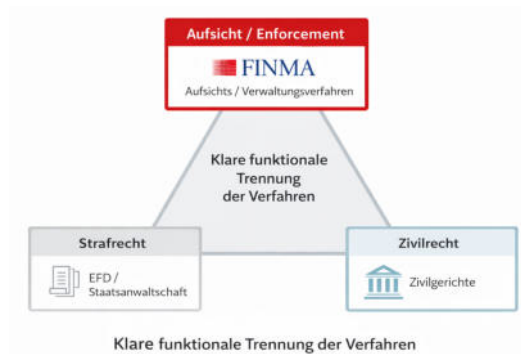 Aufsicht / Enforcement
FINMA
Aufsichts / Verwaltungsverfahren
Klare funktionale
Trennung
der Verfahren
Strafrecht
EFD /
Staatsanwaltschaft
Zivilrecht
Zivilgerichte
Klare funktionale Trennung der Verfahren